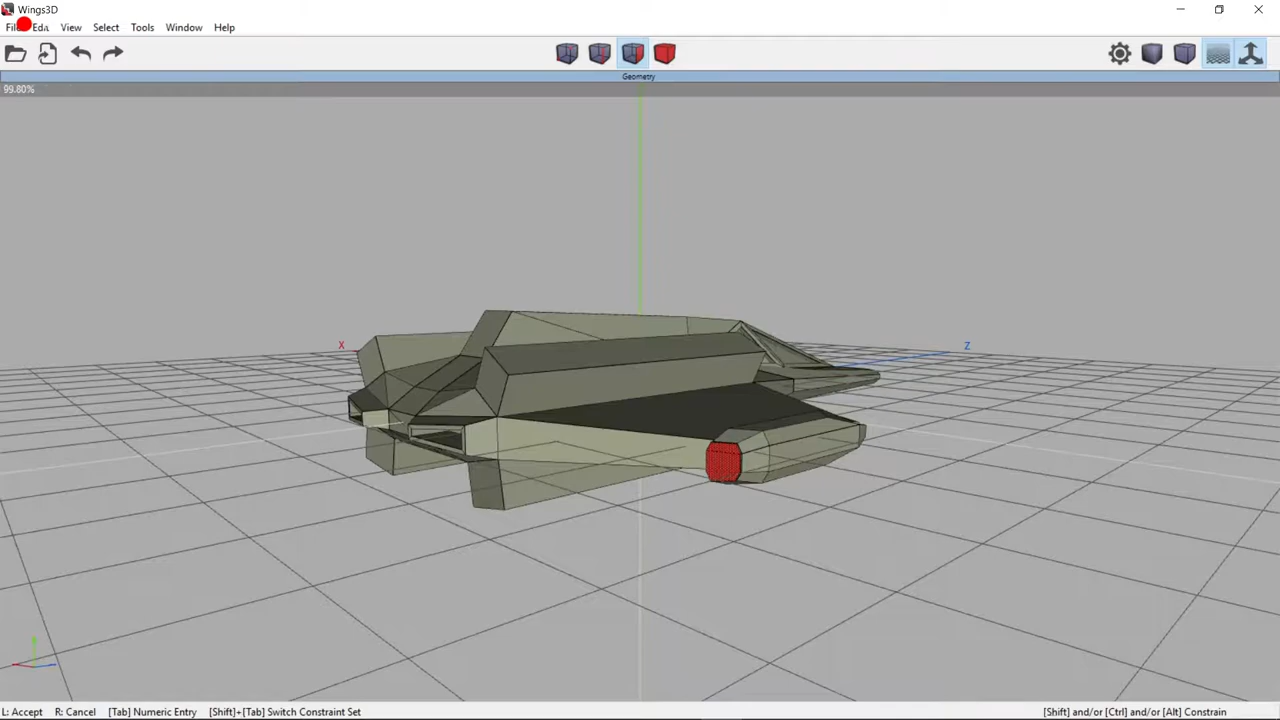 Wings3D
File Edit View Select Tools Window Help
Geometry
99.80%
X
Z
L: Accept R: Cancel [Tab] Numeric Entry [Shift]+[Tab] Switch Constraint Set [Shift] and/or [Ctrl] and/or [Alt] Constrain